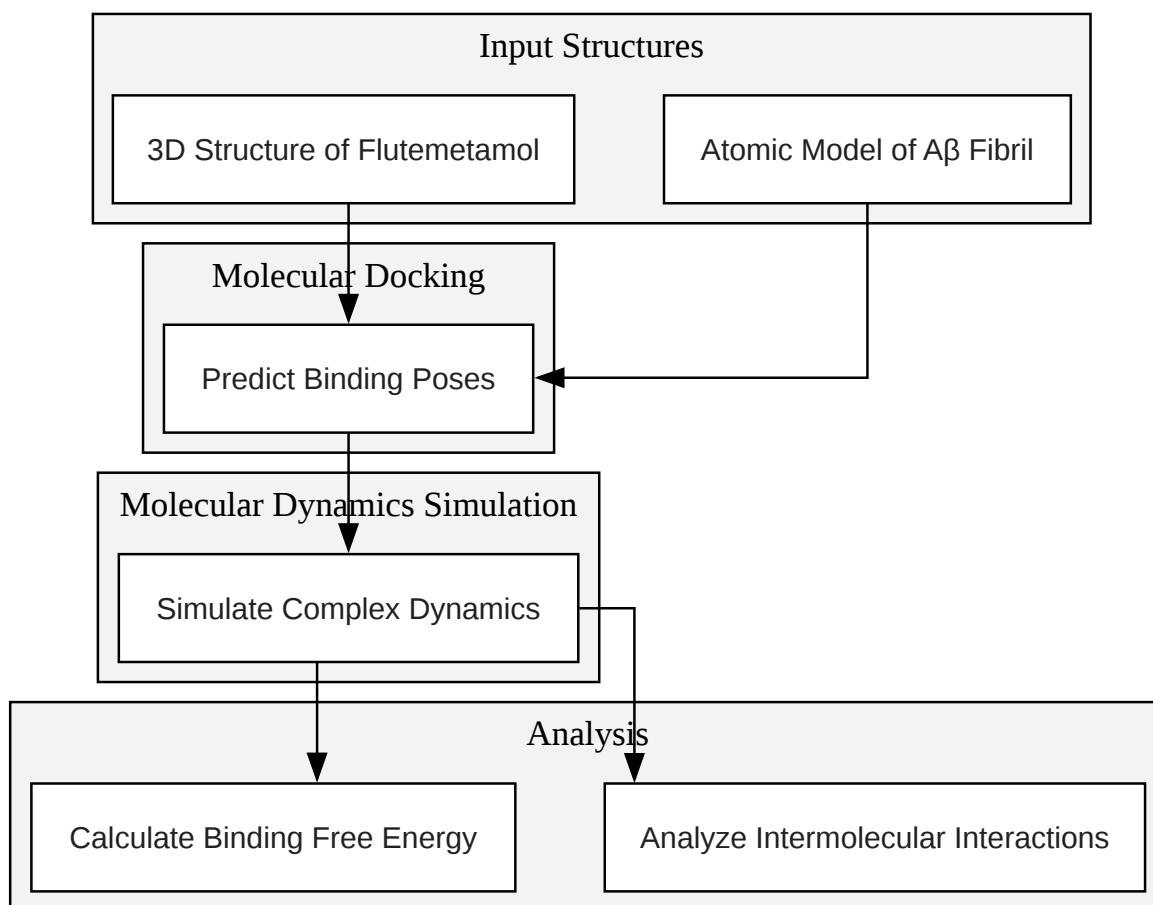 Input Structures
3D Structure of Flutemetamol
Atomic Model of Aβ Fibril
Molecular Docking
Predict Binding Poses
Molecular Dynamics Simulation
Simulate Complex Dynamics
Analysis
Calculate Binding Free Energy
Analyze Intermolecular Interactions